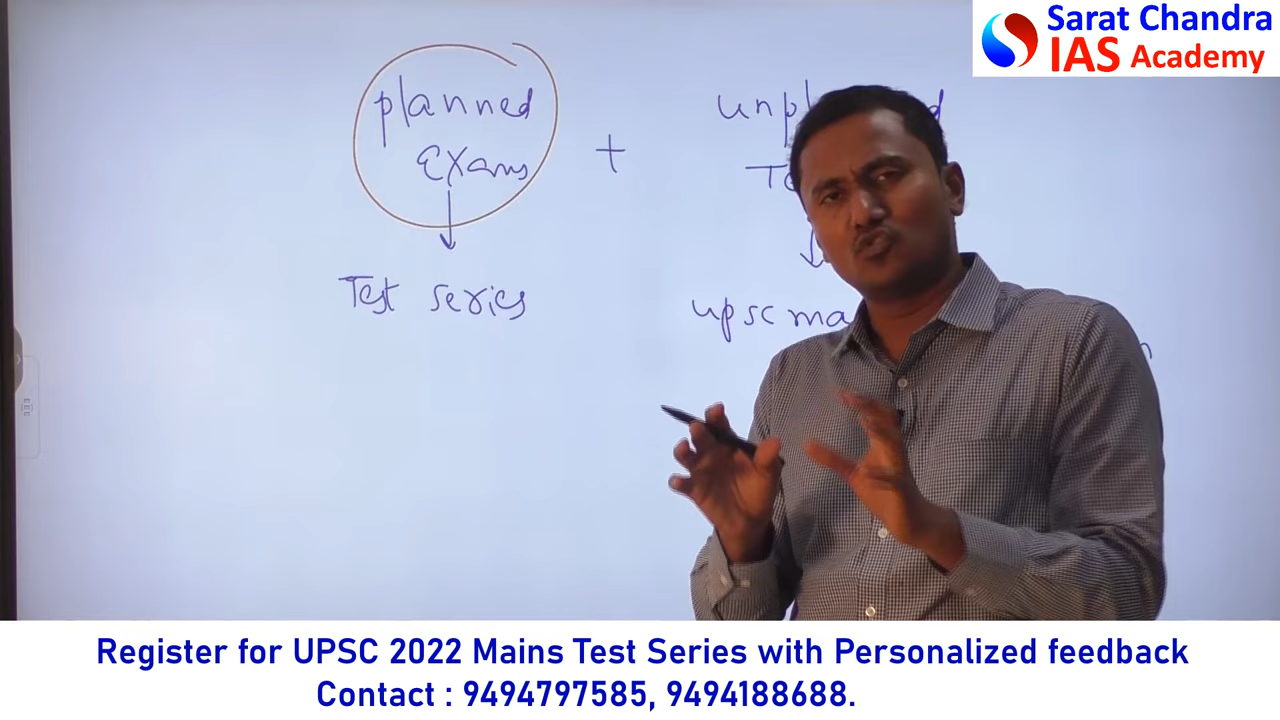 Sarat Chandra
IAS Academy
planned
Exams
+
Test series
upsc
Register for UPSC 2022 Mains Test Series with Personalized feedback
Contact : 9494797585, 9494188688.